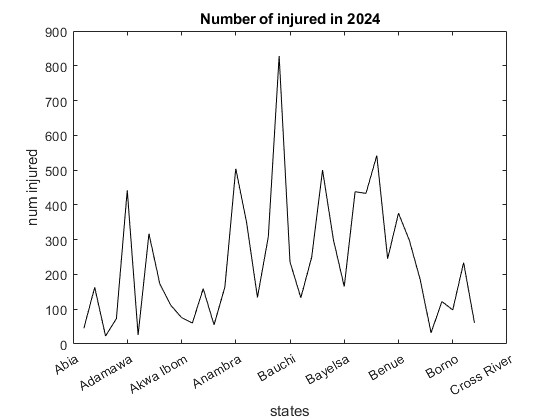 Number of injured in 2024
900
800
700
600
500
400
300
200
100
0
num injured
Abia
Adamawa
Akwa Ibom
Anambra
Bauchi
Bayelsa
Benue
Borno
Cross River
states